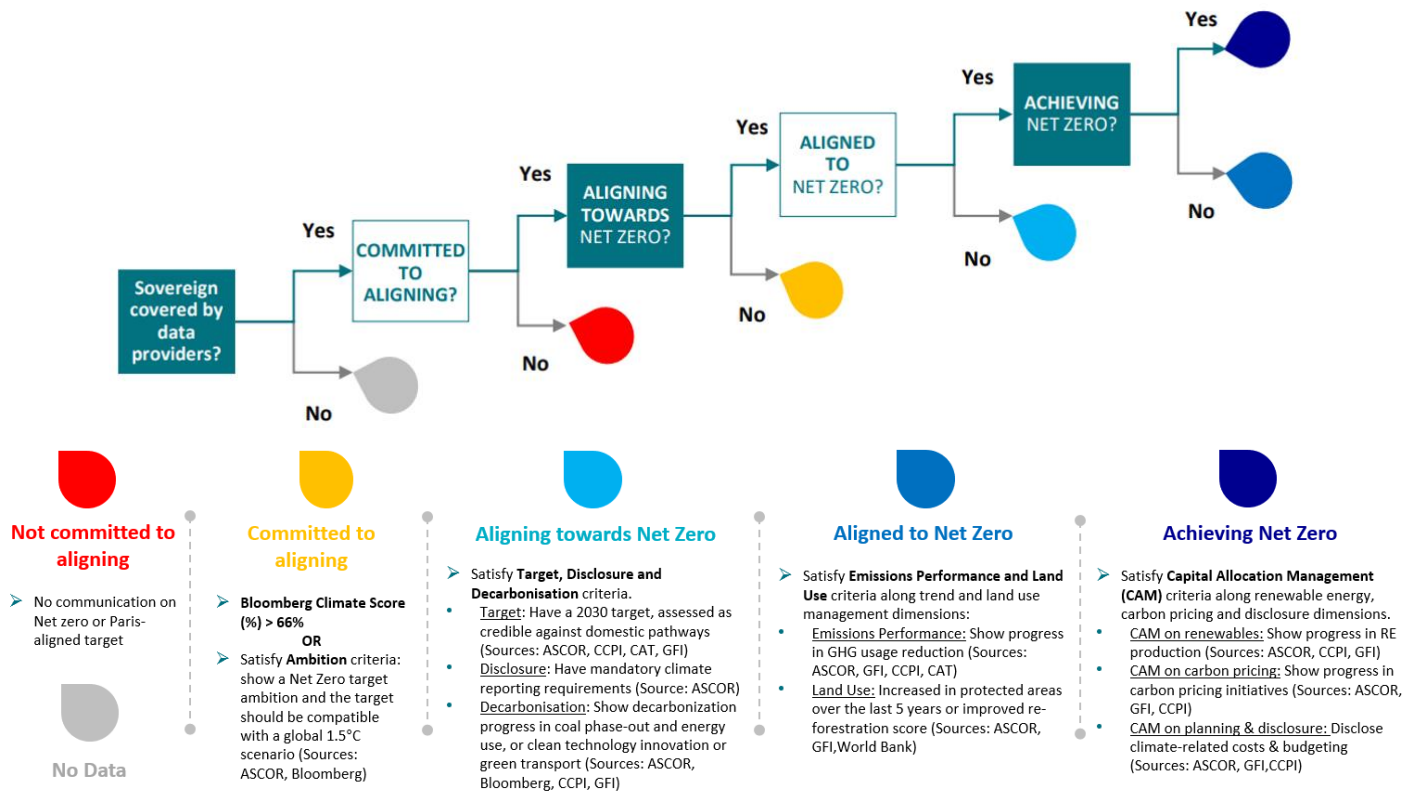 Yes
Yes
ACHIEVING
NET ZERO?
Yes
ALIGNED
TO
NET ZERO?
No
Yes
ALIGNING
TOWARDS
NET ZERO?
No
Yes
COMMITTED
TO
ALIGNING?
No
Sovereign
covered by
data
providers?
No
No
Not committed to
aligning
➢ No communication on
Net zero or Paris-
aligned target
No Data
Committed to
aligning
➢ Bloomberg Climate Score
(%) > 66%
OR
➢ Satisfy Ambition criteria:
show a Net Zero target
ambition and the target
should be compatible
with a global 1.5°C
scenario (Sources:
ASCOR, Bloomberg)
Aligning towards Net Zero
➢ Satisfy Target, Disclosure and
Decarbonisation criteria.
• Target: Have a 2030 target, assessed as
credible against domestic pathways
(Sources: ASCOR, CCPI, CAT, GFI)
• Disclosure: Have mandatory climate
reporting requirements (Source: ASCOR)
• Decarbonisation: Show decarbonization
progress in coal phase-out and energy
use, or clean technology innovation or
green transport (Sources: ASCOR,
Bloomberg, CCPI, GFI)
Aligned to Net Zero
➢ Satisfy Emissions Performance and Land
Use criteria along trend and land use
management dimensions:
• Emissions Performance: Show progress
in GHG usage reduction (Sources:
ASCOR, GFI, CCPI, CAT)
• Land Use: Increased in protected areas
over the last 5 years or improved re-
forestration score (Sources: ASCOR,
GFI,World Bank)
Achieving Net Zero
➢ Satisfy Capital Allocation Management
(CAM) criteria along renewable energy,
carbon pricing and disclosure dimensions.
• CAM on renewables: Show progress in RE
production (Sources: ASCOR, CCPI, GFI)
• CAM on carbon pricing: Show progress in
carbon pricing initiatives (Sources: ASCOR,
GFI, CCPI)
• CAM on planning & disclosure: Disclose
climate-related costs & budgeting
(Sources: ASCOR, GFI,CCPI)